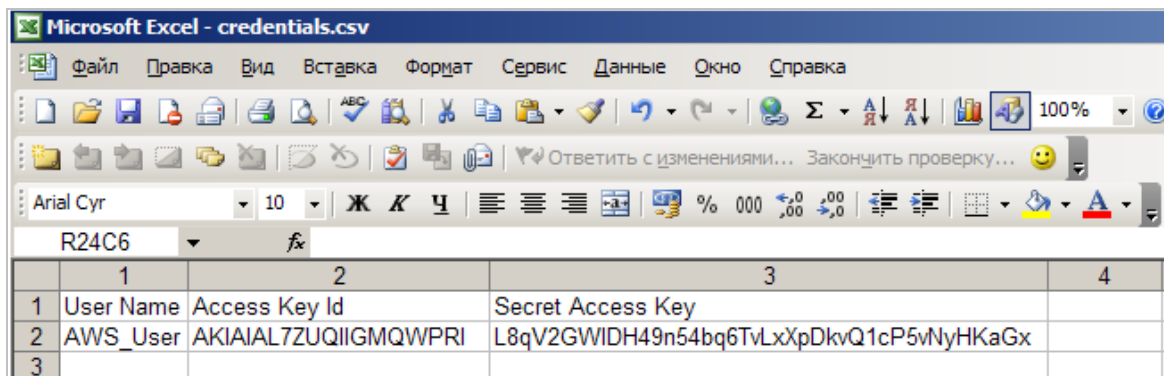 Microsoft Excel - credentials.csv
Файл Правка Вид Вставка Формат Сервис Данные Окно Справка
100%
Ответить с изменениями... Закончить проверку...
Arial Cyr 10 Ж К Ч % 000
R24C6 fx
1 2 3 4
1 User Name Access Key Id Secret Access Key
2 AWS_User AKIAIAL7ZUQIIGMQWPRI L8qV2GWIDH49n54bq6TvLxXpDkvQ1cP5vNyHKaGx
3